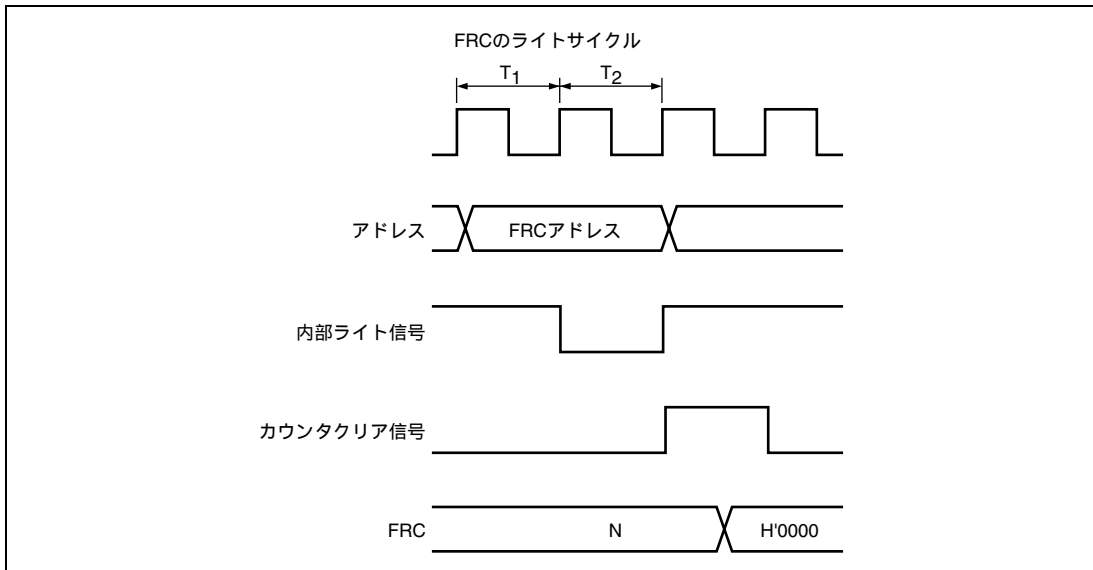 FRCのライトサイクル
T1 T2
アドレス FRCアドレス
内部ライト信号
カウンタクリア信号
FRC N H'0000